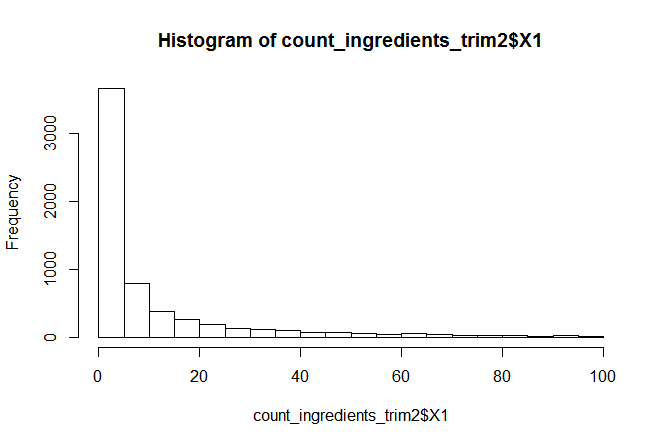 Histogram of count_ingredients_trim2$X1
Frequency
3000
2000
1000
0
0 20 40 60 80 100
count_ingredients_trim2$X1